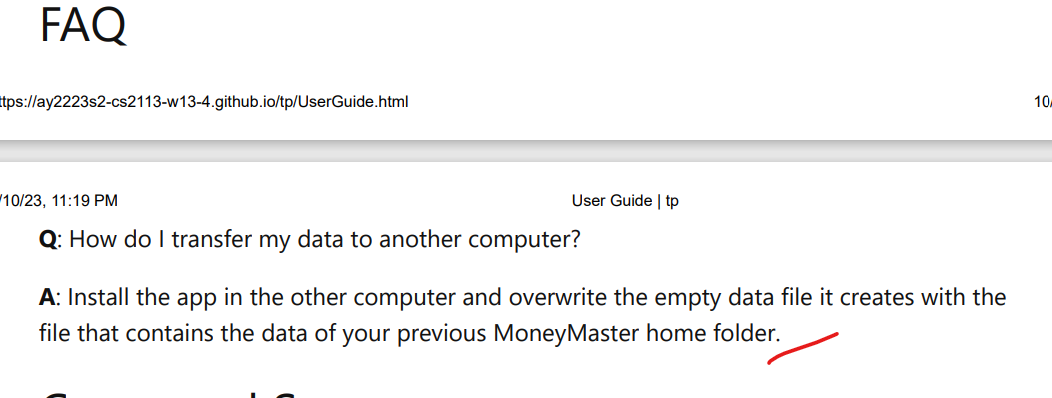 FAQ
ttps://ay2223s2-cs2113-w13-4.github.io/tp/UserGuide.html
10/
/10/23, 11:19 PM
User Guide | tp
Q: How do I transfer my data to another computer?
A: Install the app in the other computer and overwrite the empty data file it creates with the
file that contains the data of your previous MoneyMaster home folder.